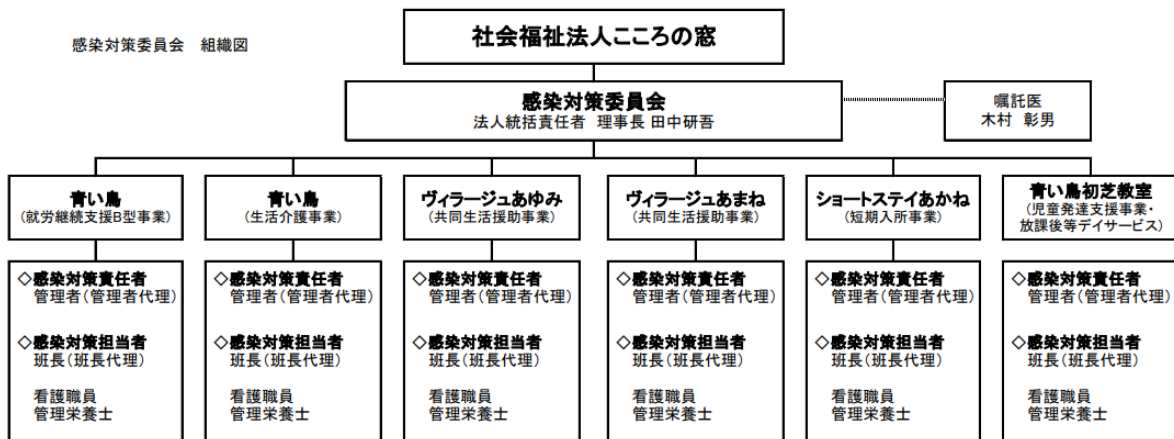 感染対策委員会　組織図
社会福祉法人こころの窓
感染対策委員会
法人統括責任者　理事長 田中研吾
嘱託医
木村　彰男
青い鳥
(就労継続支援B型事業)
青い鳥
(生活介護事業)
ヴィラージュあゆみ
(共同生活援助事業)
ヴィラージュあまね
(共同生活援助事業)
ショートステイあかね
(短期入所事業)
青い鳥初芝教室
(児童発達支援事業・
放課後等デイサービス)
◇感染対策責任者
管理者(管理者代理)
◇感染対策担当者
班長(班長代理)
看護職員
管理栄養士
◇感染対策責任者
管理者(管理者代理)
◇感染対策担当者
班長(班長代理)
看護職員
管理栄養士
◇感染対策責任者
管理者(管理者代理)
◇感染対策担当者
班長(班長代理)
看護職員
管理栄養士
◇感染対策責任者
管理者(管理者代理)
◇感染対策担当者
班長(班長代理)
看護職員
管理栄養士
◇感染対策責任者
管理者(管理者代理)
◇感染対策担当者
班長(班長代理)
看護職員
管理栄養士
◇感染対策責任者
管理者(管理者代理)
◇感染対策担当者
班長(班長代理)
看護職員
管理栄養士